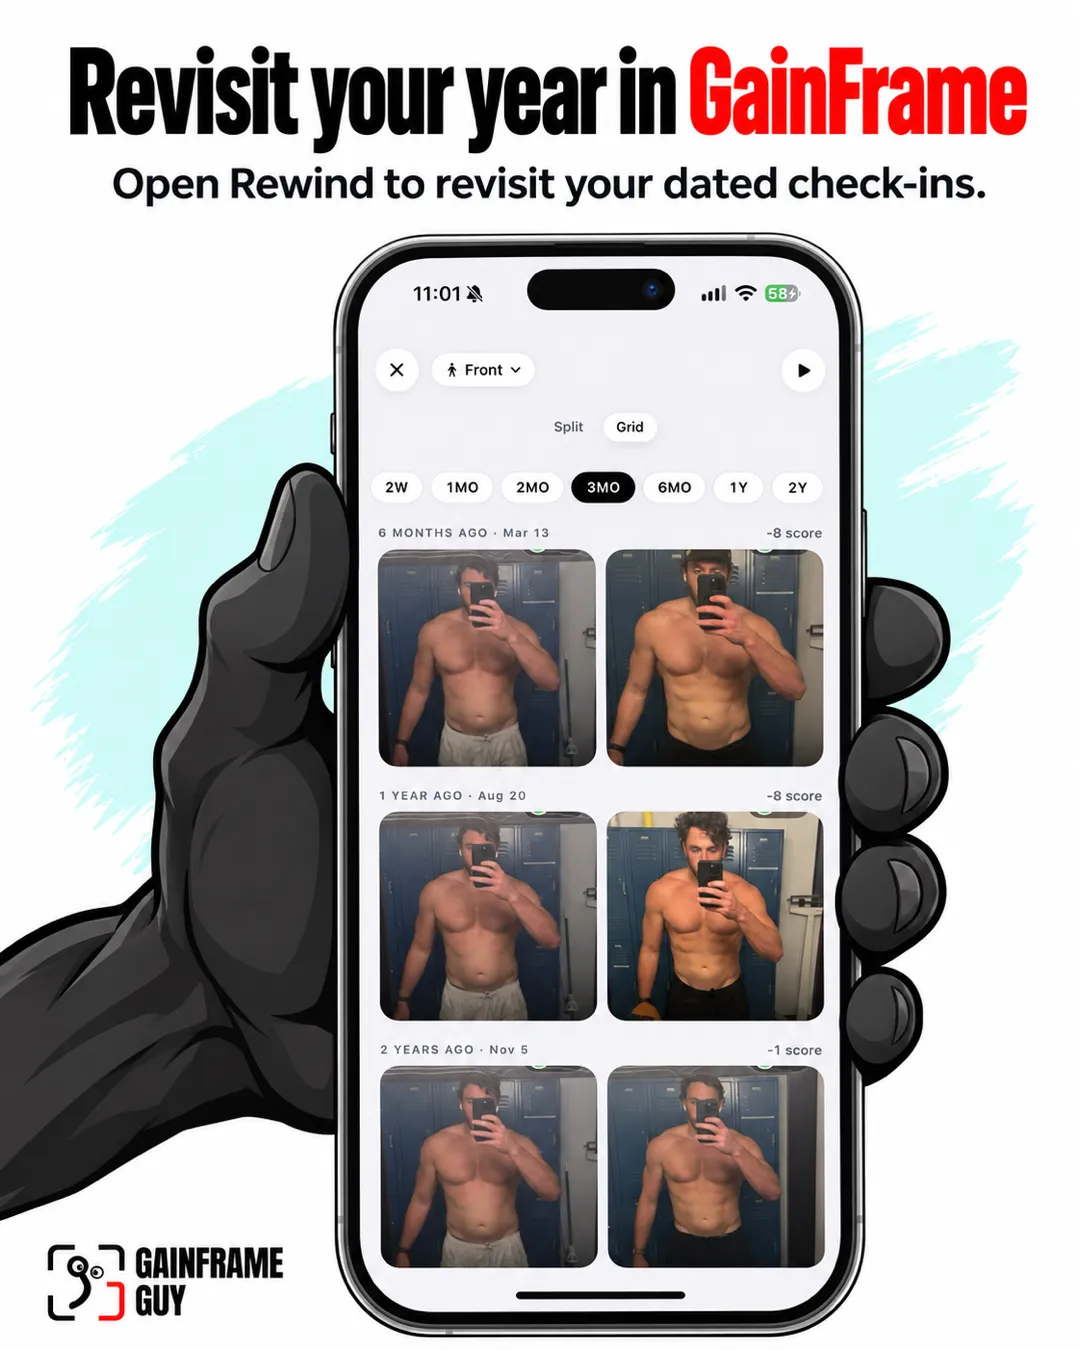 Revisit your year in GainFrame
Open Rewind to revisit your dated check-ins.
11:01
58
Front
Split Grid
2W 1MO 2MO 3MO 6MO 1Y 2Y
6 MONTHS AGO · Mar 13 -8 score
1 YEAR AGO · Aug 20 -8 score
2 YEARS AGO · Nov 5 -1 score
GAINFRAME
GUY